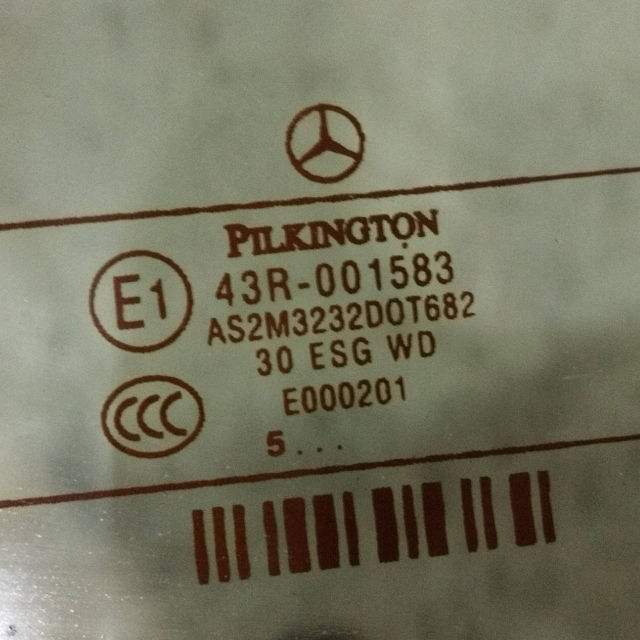 PILKINGTON
E1
43R-001583
AS2M3232DOT682
30 ESG WD
CCC
E000201
5...